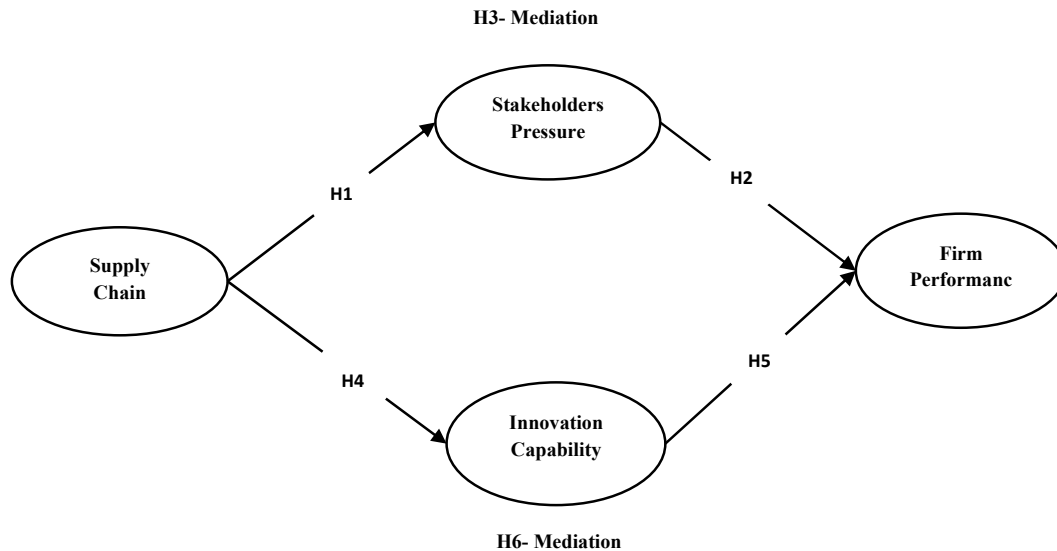 H3- Mediation
Stakeholders
Pressure
H1
H2
Supply
Chain
Firm
Performanc
H4
H5
Innovation
Capability
H6- Mediation